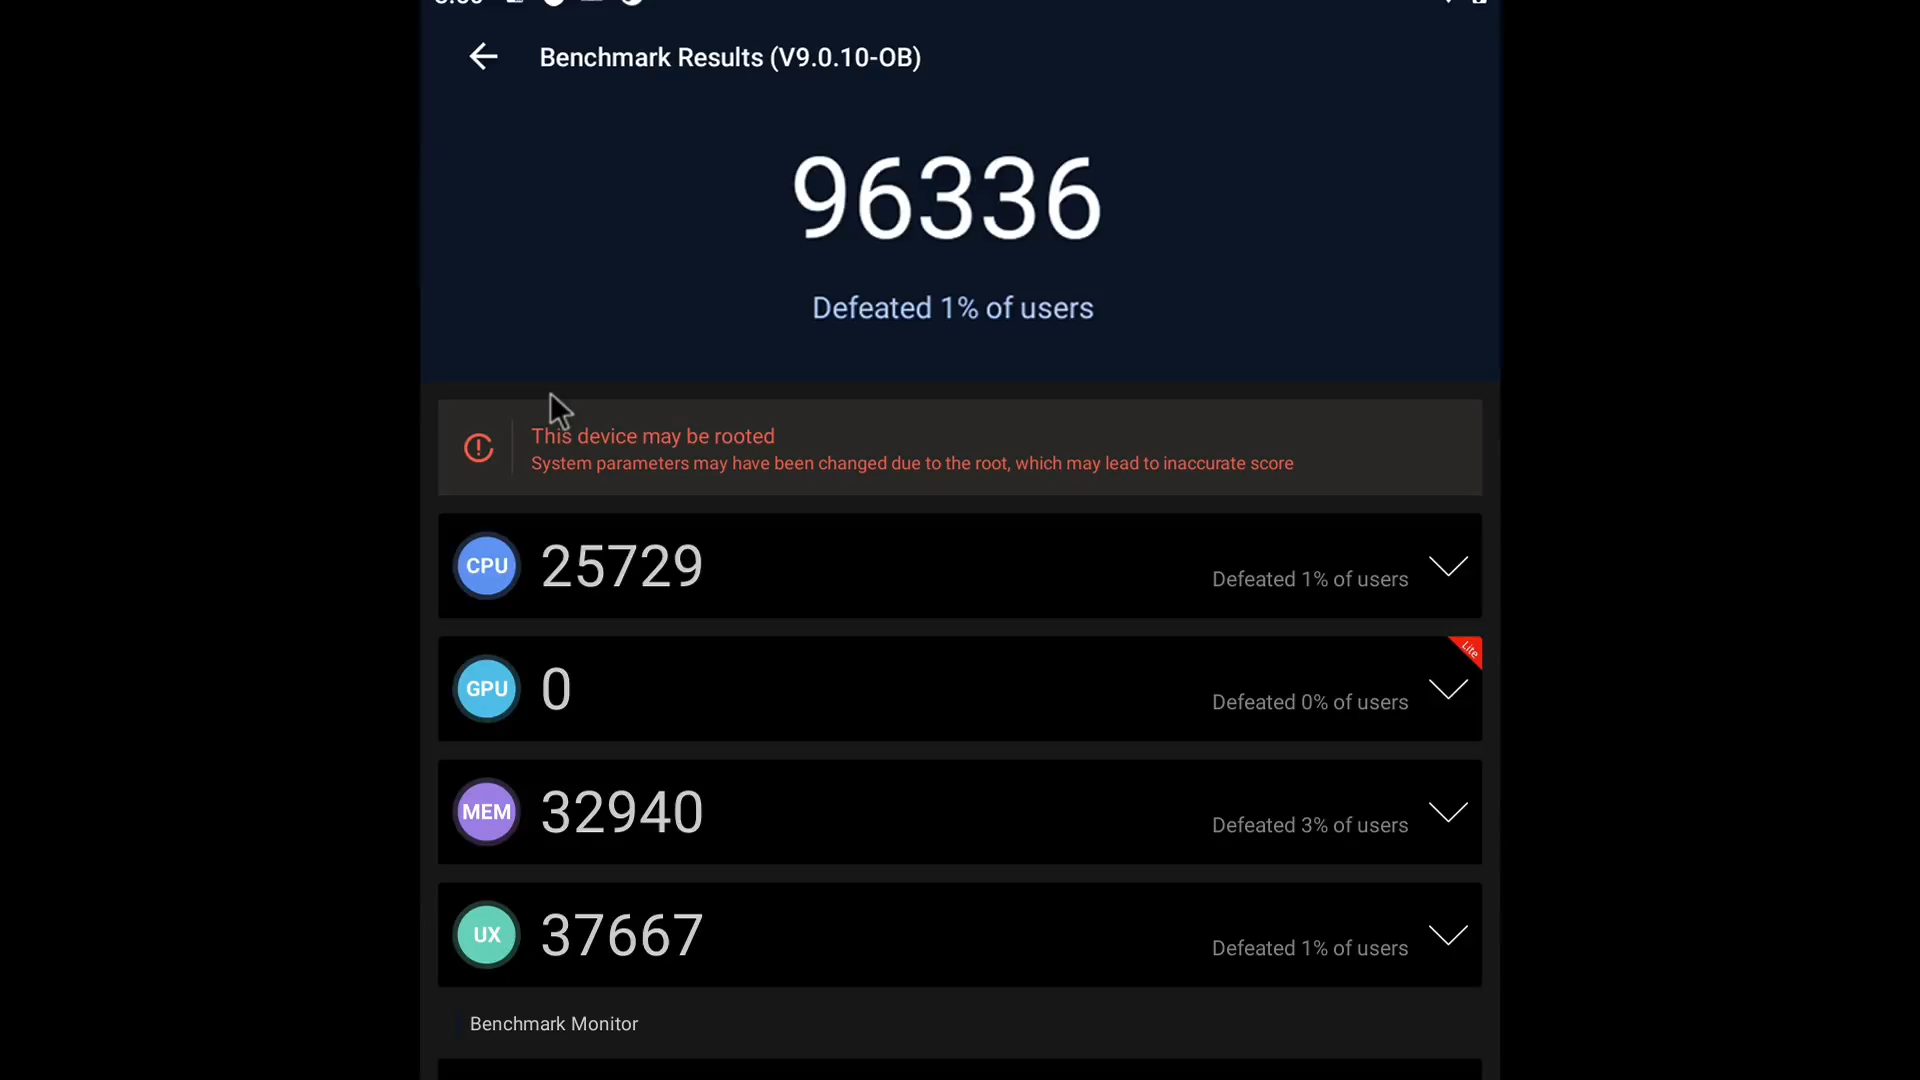 Benchmark Results (V9.0.10-OB)
96336
Defeated 1% of users
This device may be rooted
System parameters may have been changed due to the root, which may lead to inaccurate score
CPU 25729 Defeated 1% of users
Lite
GPU 0 Defeated 0% of users
MEM 32940 Defeated 3% of users
UX 37667 Defeated 1% of users
Benchmark Monitor